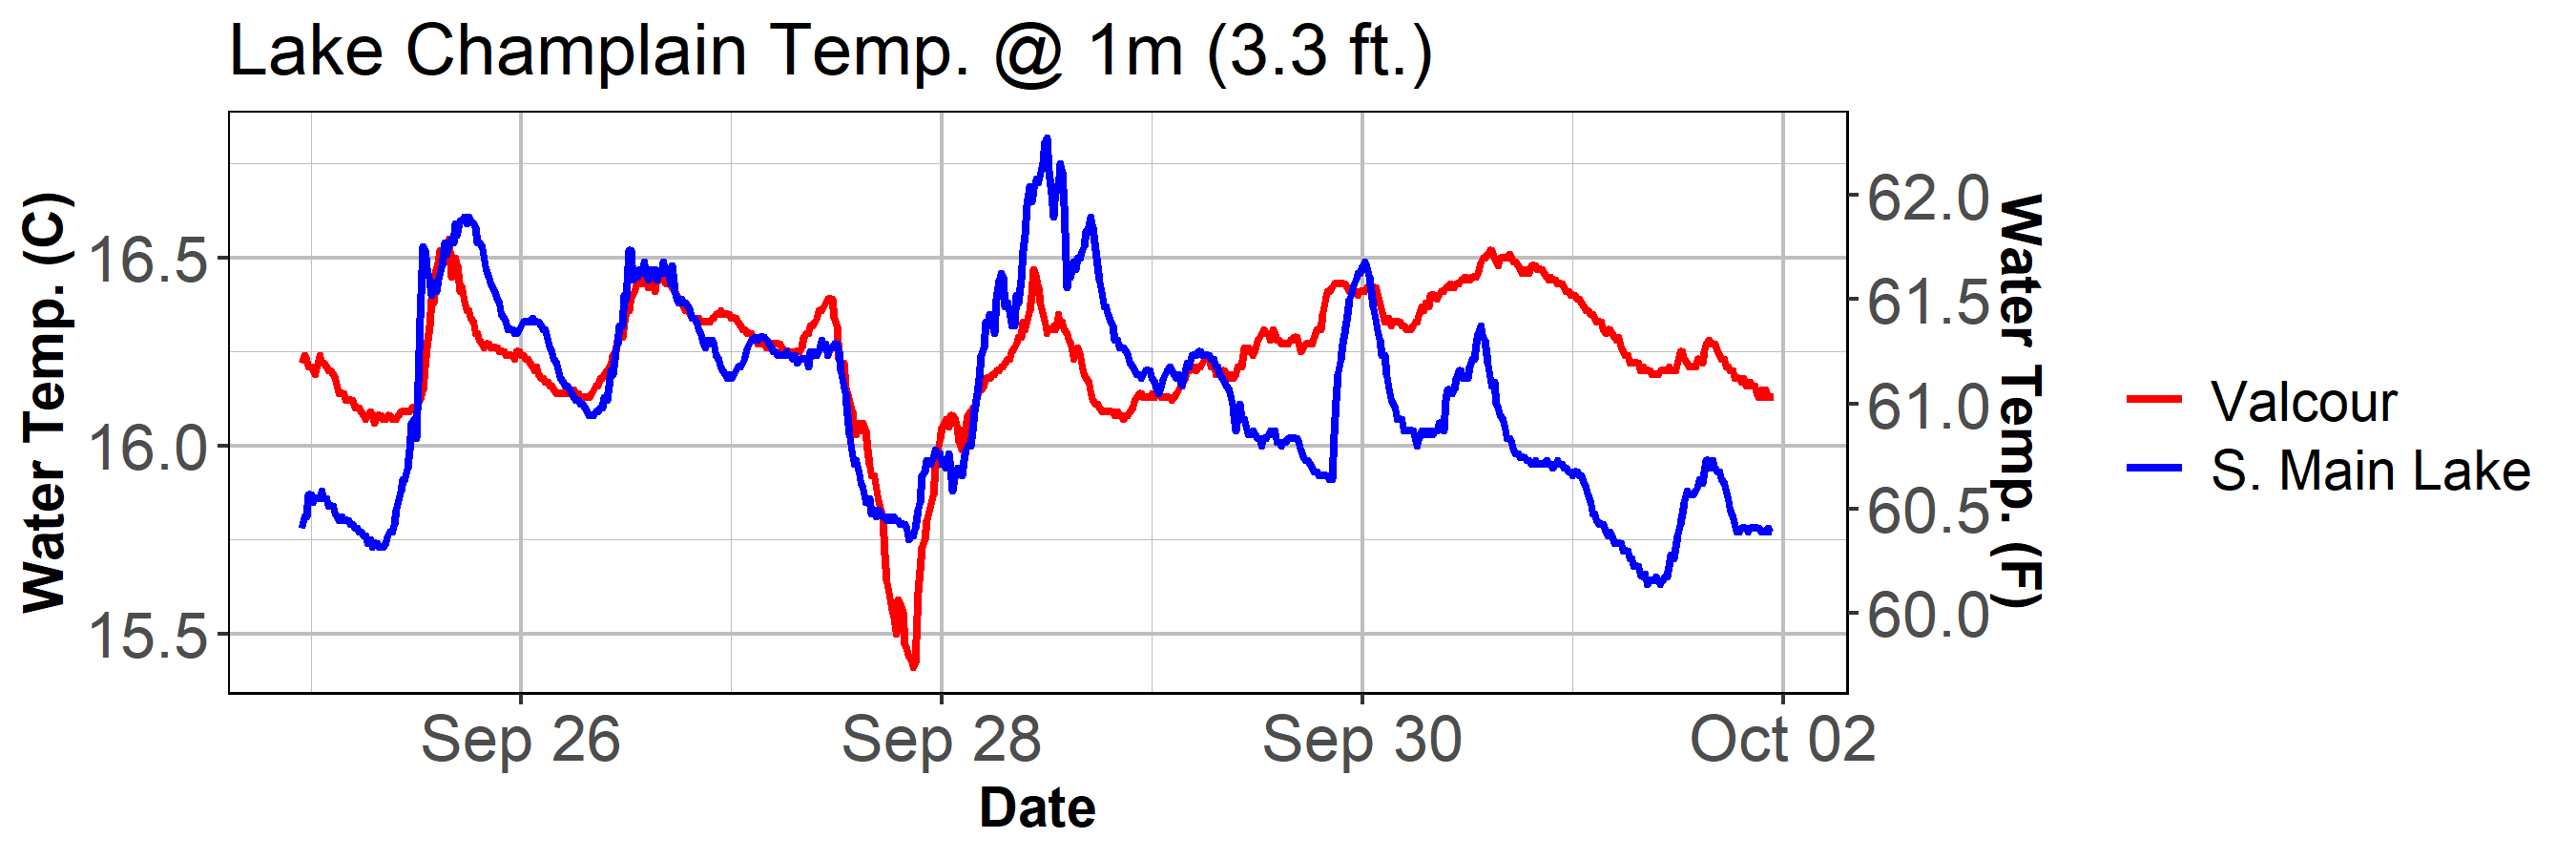 Lake Champlain Temp. @ 1m (3.3 ft.)
Water Temp. (C)
16.5
16.0
15.5
62.0
61.5
61.0
60.5
60.0
Water Temp. (F)
Sep 26
Sep 28
Sep 30
Oct 02
Date
Valcour
S. Main Lake